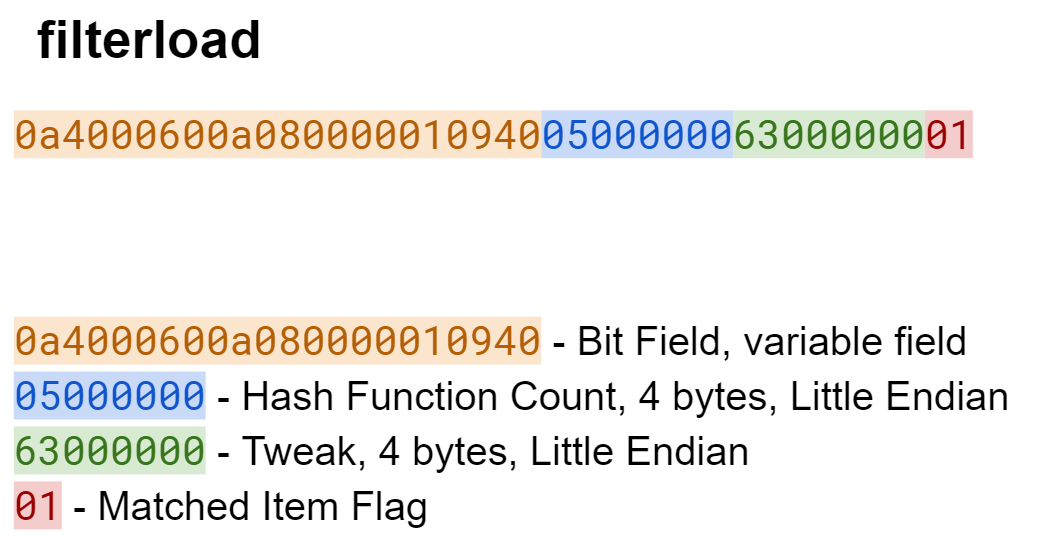 filterload
0a4000600a080000010940050000006300000001
0a4000600a080000010940 - Bit Field, variable field
05000000 - Hash Function Count, 4 bytes, Little Endian
63000000 - Tweak, 4 bytes, Little Endian
01 - Matched Item Flag